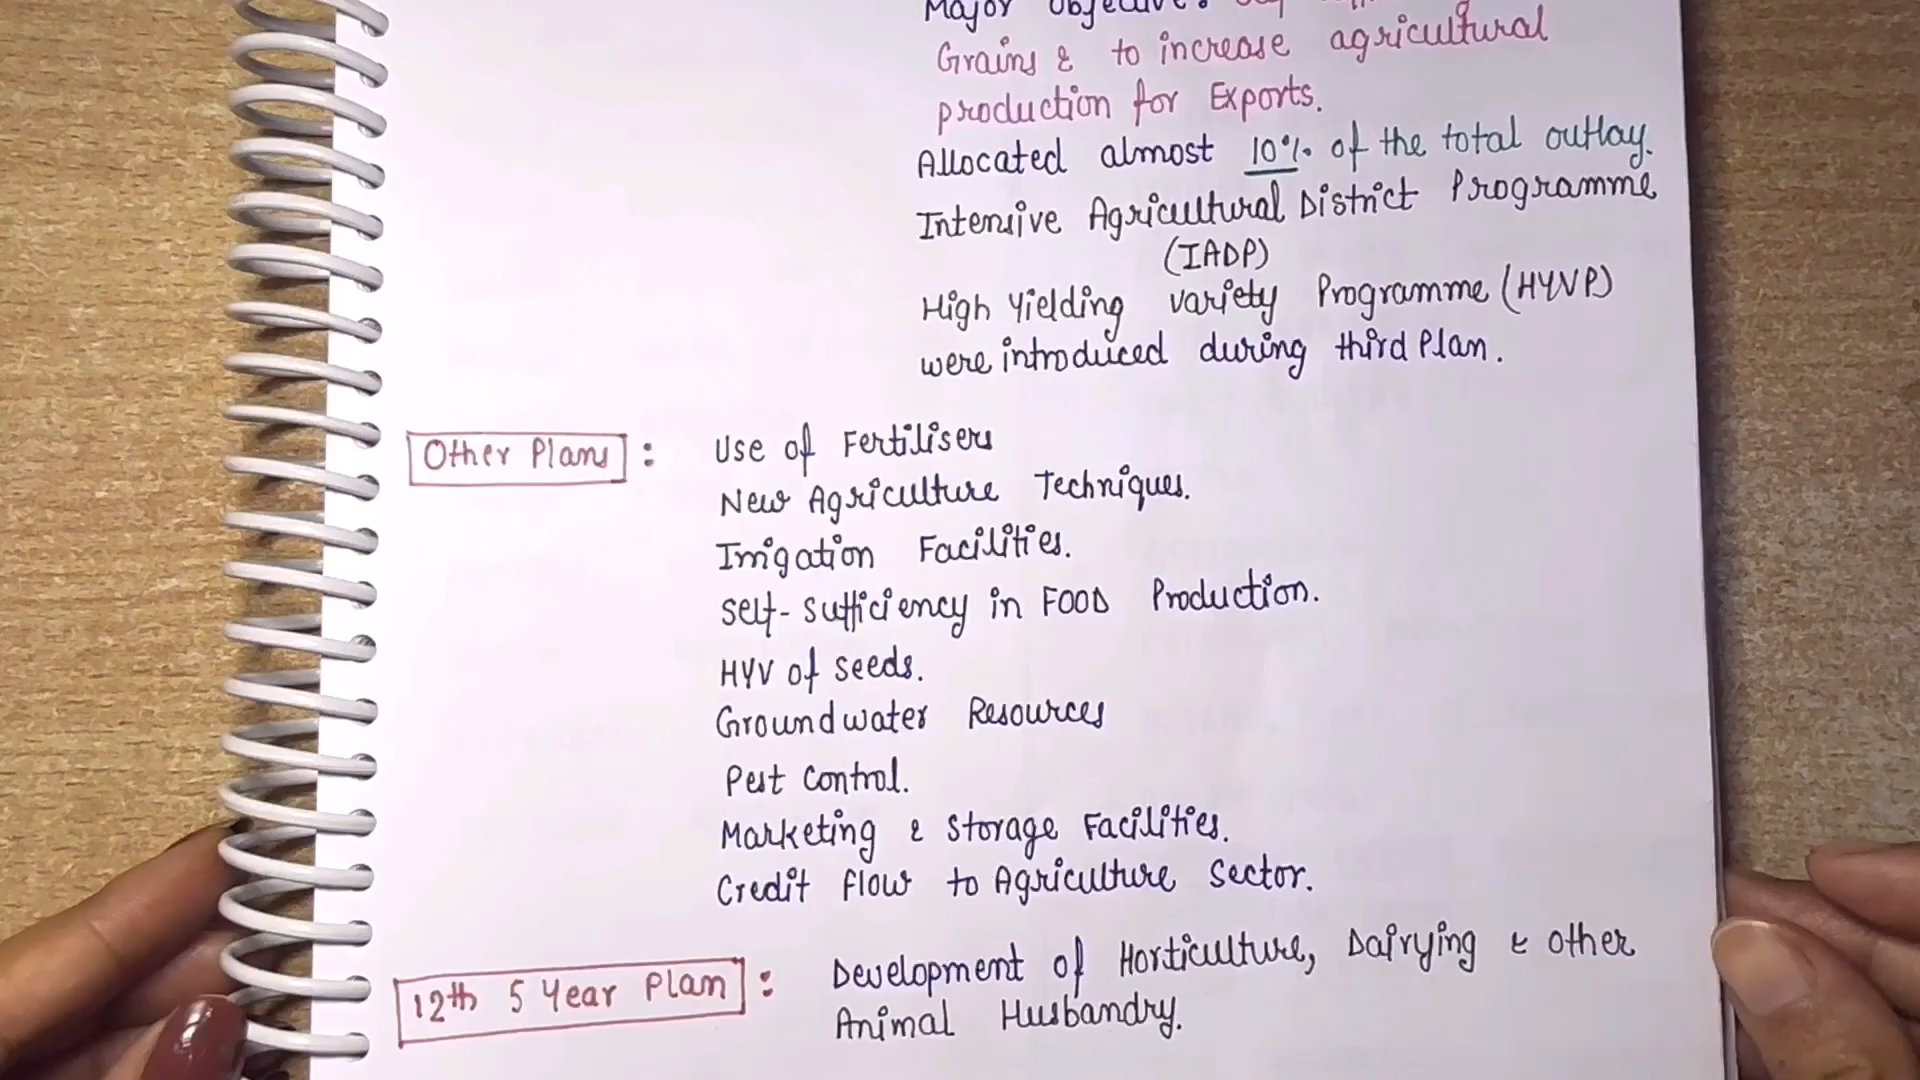 Major Objective:
Grains & to increase agricultural
production for Exports.
Allocated almost 10% of the total outlay.
Intensive Agricultural District Programme
(IADP)
High Yielding variety Programme (HYVP)
were introduced during third Plan.
Other Plans : Use of Fertilisers
New Agriculture Techniques.
Irrigation Facilities.
Self-Sufficiency in FOOD Production.
HYV of seeds.
Groundwater Resources
Pest Control.
Marketing & Storage Facilities.
Credit flow to Agriculture Sector.
12th 5 Year Plan : Development of Horticulture, Dairying & other
Animal Husbandry.